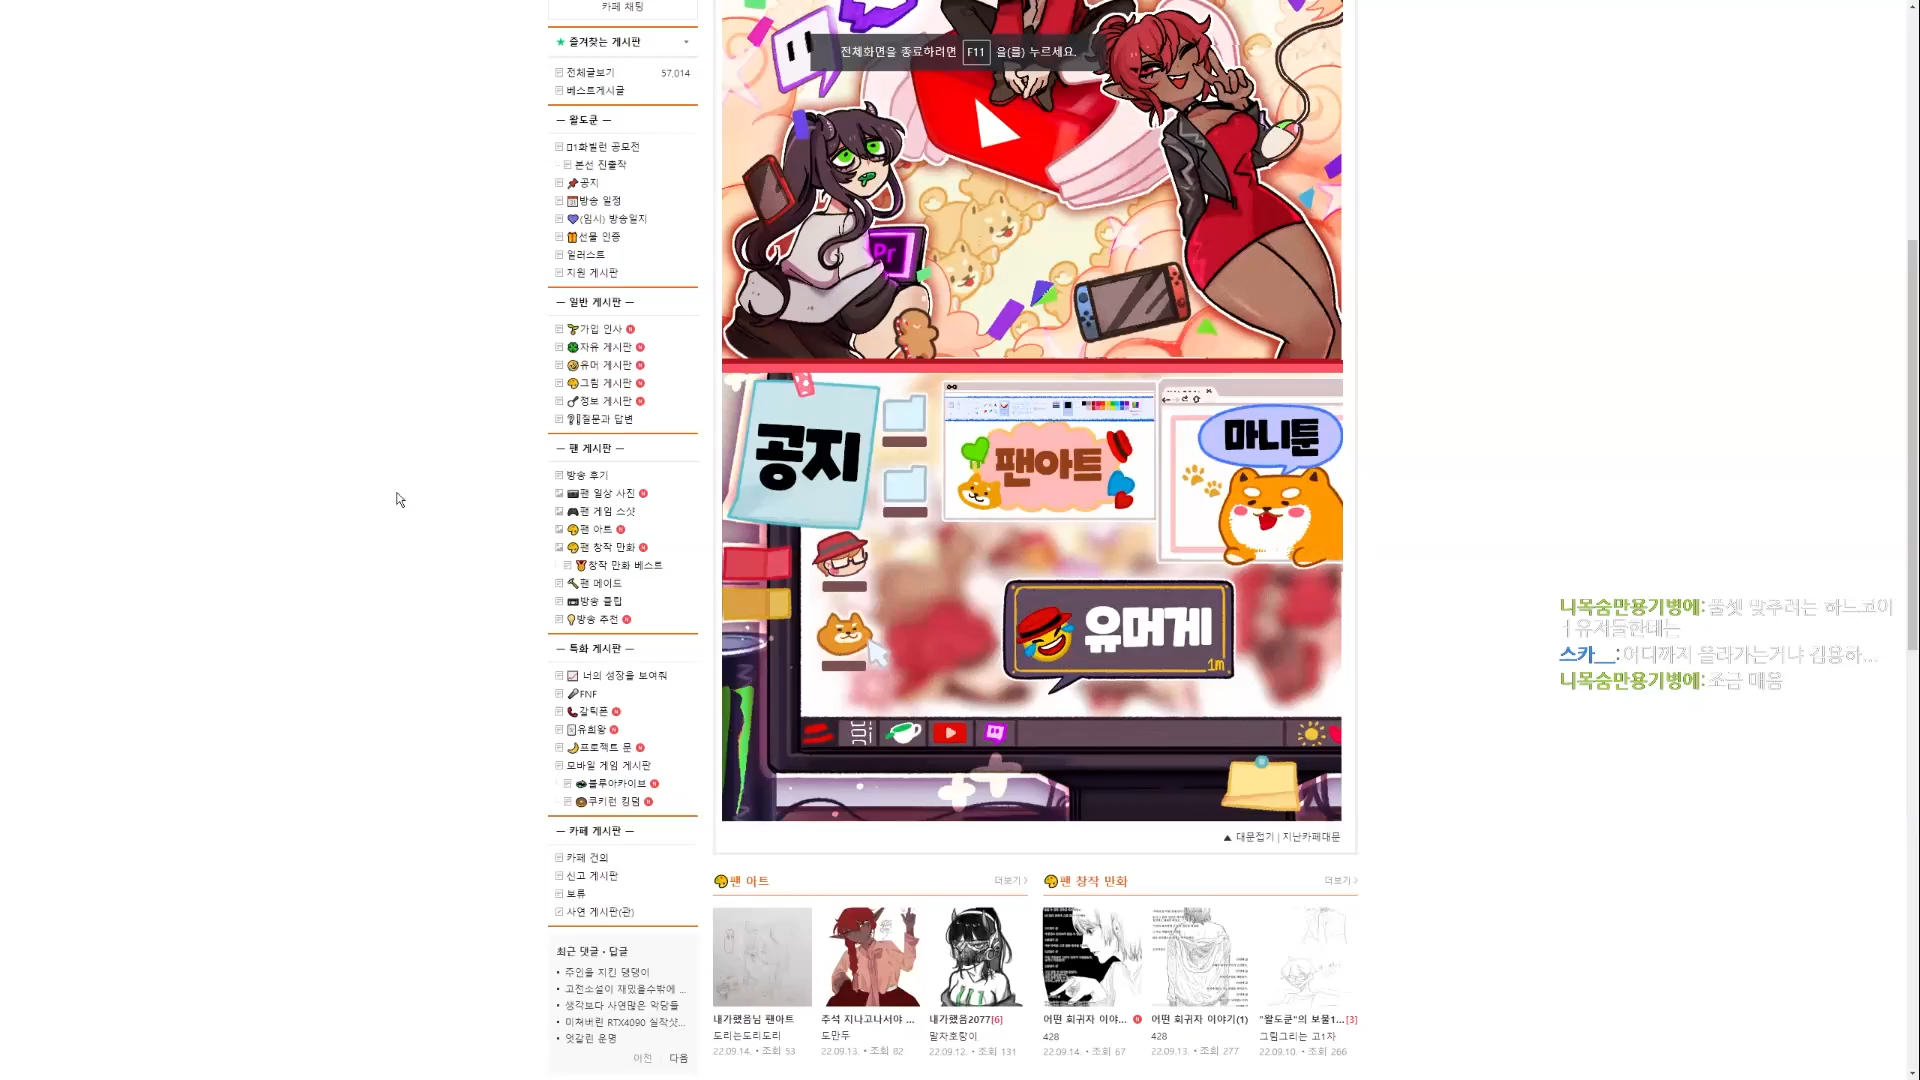 카페 채팅
즐겨찾는 게시판
전체글보기 57,014
베스트게시글
— 왈도쿤 —
1화빌런 공모전
본선 진출작
공지
방송 일정
(임시) 방송일지
선물 인증
일러스트
지원 게시판
— 일반 게시판 —
가입 인사
자유 게시판
유머 게시판
그림 게시판
정보 게시판
질문과 답변
— 팬 게시판 —
방송 후기
팬 일상 사진
팬 게임 스샷
팬 아트
팬 창작 만화
창작 만화 베스트
팬 메이드
방송 클립
방송 추천
— 특화 게시판 —
너의 성장을 보여줘
FNF
갈틱폰
유희왕
프로젝트 문
모바일 게임 게시판
블루아카이브
쿠키런 킹덤
— 카페 게시판 —
카페 건의
신고 게시판
보류
사연 게시판(관)
최근 댓글・답글
주인을 지킨 댕댕이
고전소설이 재밌을수밖에 ...
생각보다 사연많은 악당들
미쳐버린 RTX4090 실착샷...
엇갈린 운명
이전 다음
전체화면을 종료하려면 F11 을(를) 누르세요.
Pr
공지
팬아트
마니툰
유머게
1m
▲ 대문접기 | 지난카페대문
팬 아트 더보기 >
내가했음님 팬아트
도리는도리도리
22.09.14.・조회 53
주석 지나고나서야 ...
도만두
22.09.13.・조회 82
내가했음2077[6]
말자호랑이
22.09.12.・조회 131
팬 창작 만화 더보기 >
어떤 회귀자 이야...
428
22.09.14.・조회 67
어떤 회귀자 이야기(1)
428
22.09.13.・조회 277
"왈도쿤"의 보물1...[3]
그림그리는 고1자
22.09.10.・조회 266
니목숨만용기병에: 풀셋 맞추려는 하느코이
ㅓ유저들한테는
스카__: 어디까지 올라가는거냐 김용하...
니목숨만용기병에: 조금 매움